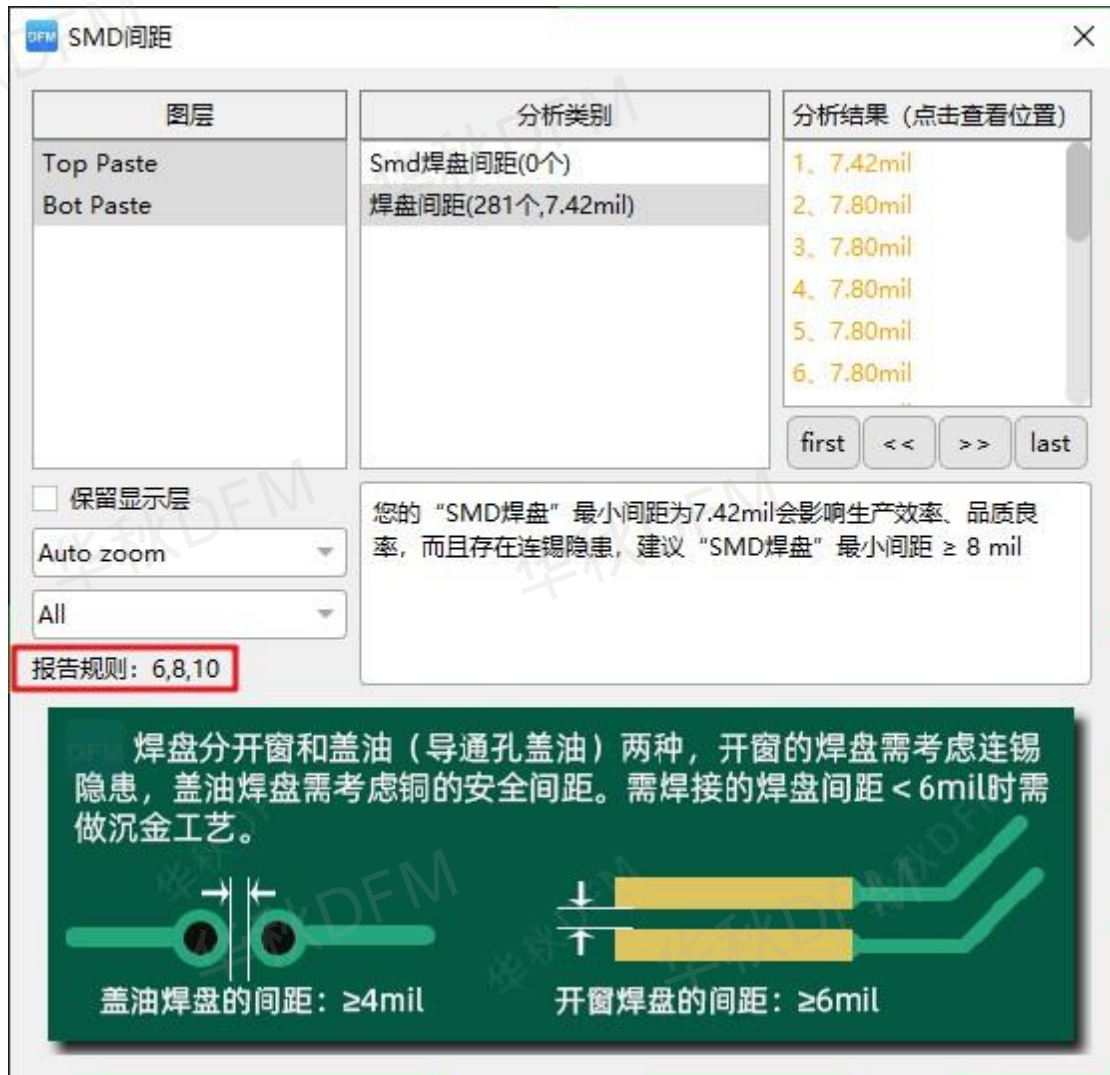 DFM SMD间距
图层
Top Paste
Bot Paste
分析类别
Smd焊盘间距(0个)
焊盘间距(281个,7.42mil)
分析结果（点击查看位置）
1、7.42mil
2、7.80mil
3、7.80mil
4、7.80mil
5、7.80mil
6、7.80mil
first << >> last
保留显示层
Auto zoom
All
报告规则：6,8,10
您的“SMD焊盘”最小间距为7.42mil会影响生产效率、品质良
率，而且存在连锡隐患，建议“SMD焊盘”最小间距 ≥ 8 mil
焊盘分开窗和盖油（导通孔盖油）两种，开窗的焊盘需考虑连锡
隐患，盖油焊盘需考虑铜的安全间距。需焊接的焊盘间距＜6mil时需
做沉金工艺。
盖油焊盘的间距：≥4mil
开窗焊盘的间距：≥6mil
华秋DFM